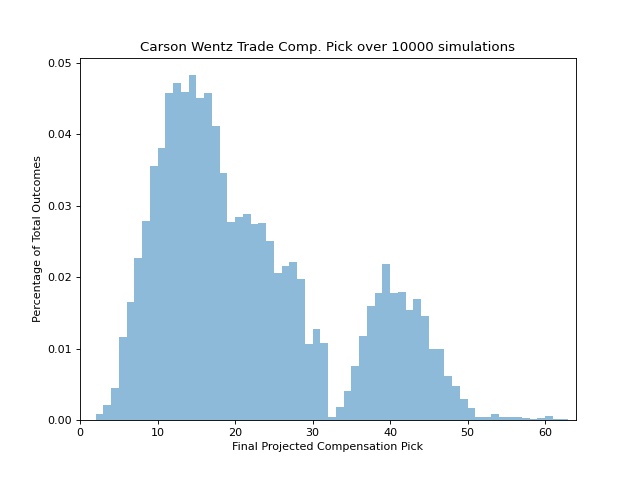 Carson Wentz Trade Comp. Pick over 10000 simulations
Percentage of Total Outcomes
0.05
0.04
0.03
0.02
0.01
0.00
0 10 20 30 40 50 60
Final Projected Compensation Pick